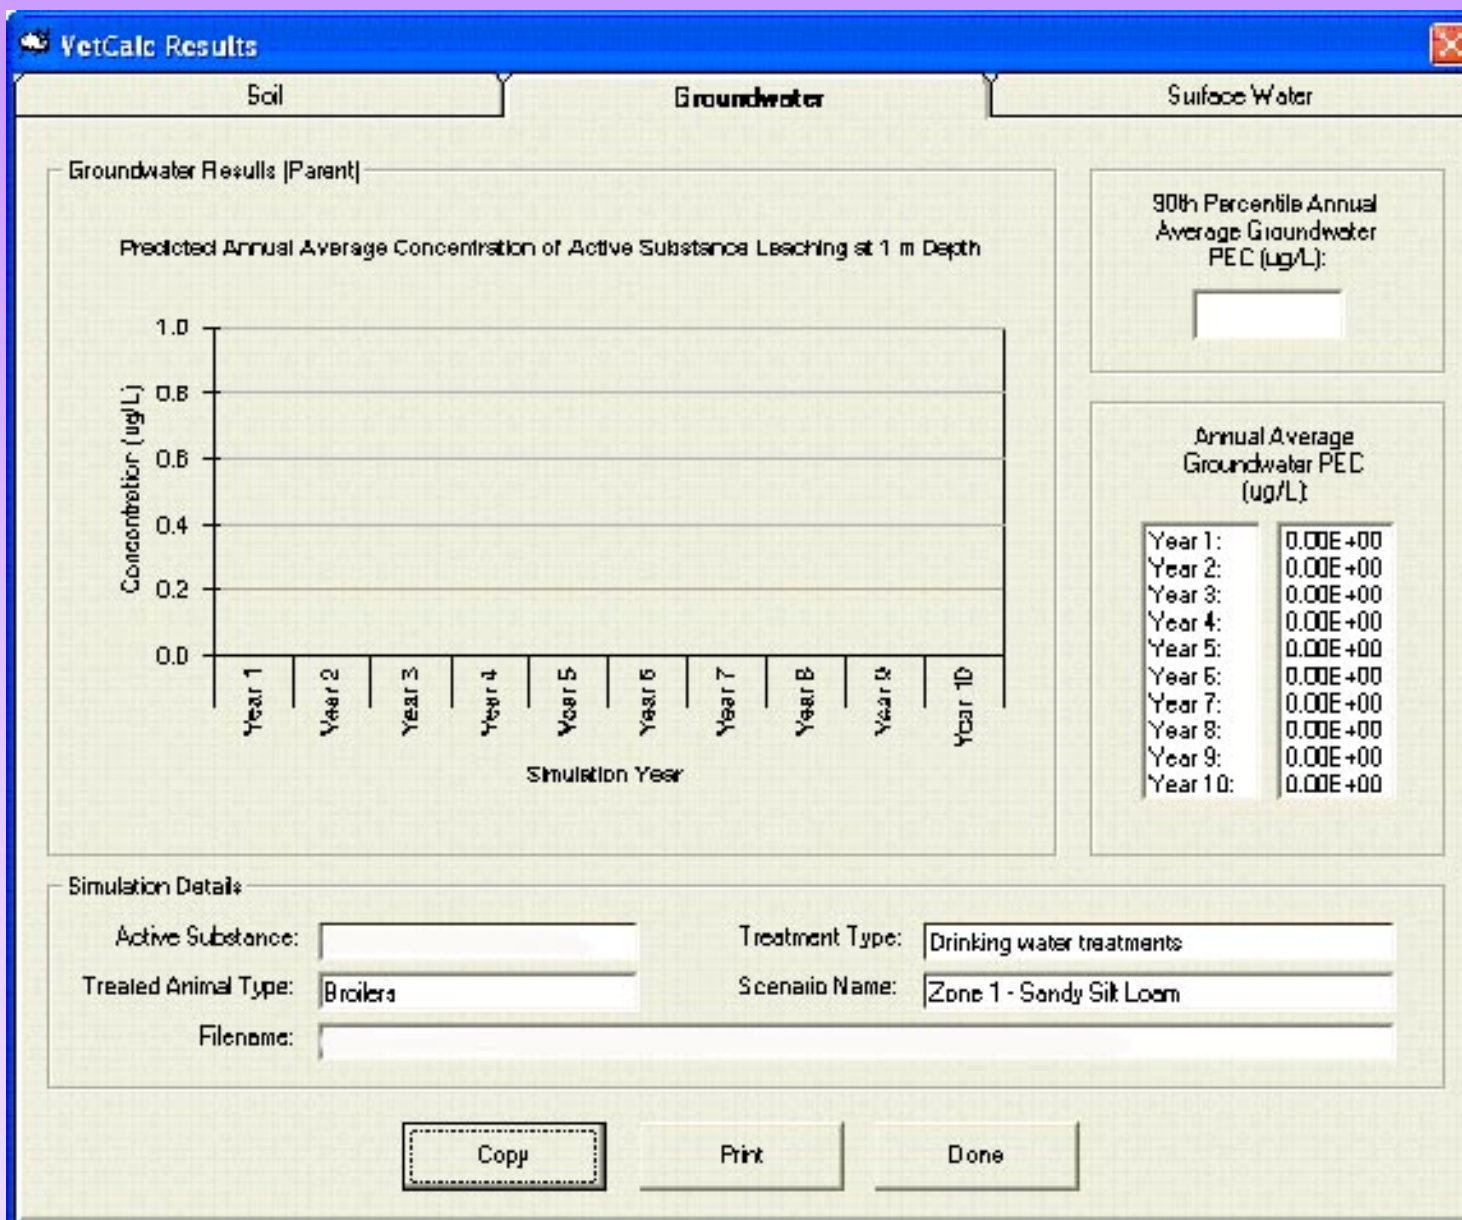 VetCalc Results
Soil
Groundwater
Surface Water
Groundwater Results (Parent)
Predicted Annual Average Concentration of Active Substance Leaching at 1 m Depth
1.0
0.8
0.6
0.4
0.2
0.0
Concentration (ug/L)
Year 1
Year 2
Year 3
Year 4
Year 5
Year 6
Year 7
Year 8
Year 9
Year 10
Simulation Year
90th Percentile Annual
Average Groundwater
PEC (ug/L):
Annual Average
Groundwater PEC
(ug/L)
Year 1: 0.00E+00
Year 2: 0.00E+00
Year 3: 0.00E+00
Year 4: 0.00E+00
Year 5: 0.00E+00
Year 6: 0.00E+00
Year 7: 0.00E+00
Year 8: 0.00E+00
Year 9: 0.00E+00
Year 10: 0.00E+00
Simulation Details
Active Substance:
Treatment Type: Drinking water treatments
Treated Animal Type: Broilers
Scenario Name: Zone 1 - Sandy Silt Loam
Filename:
Copy
Print
Done